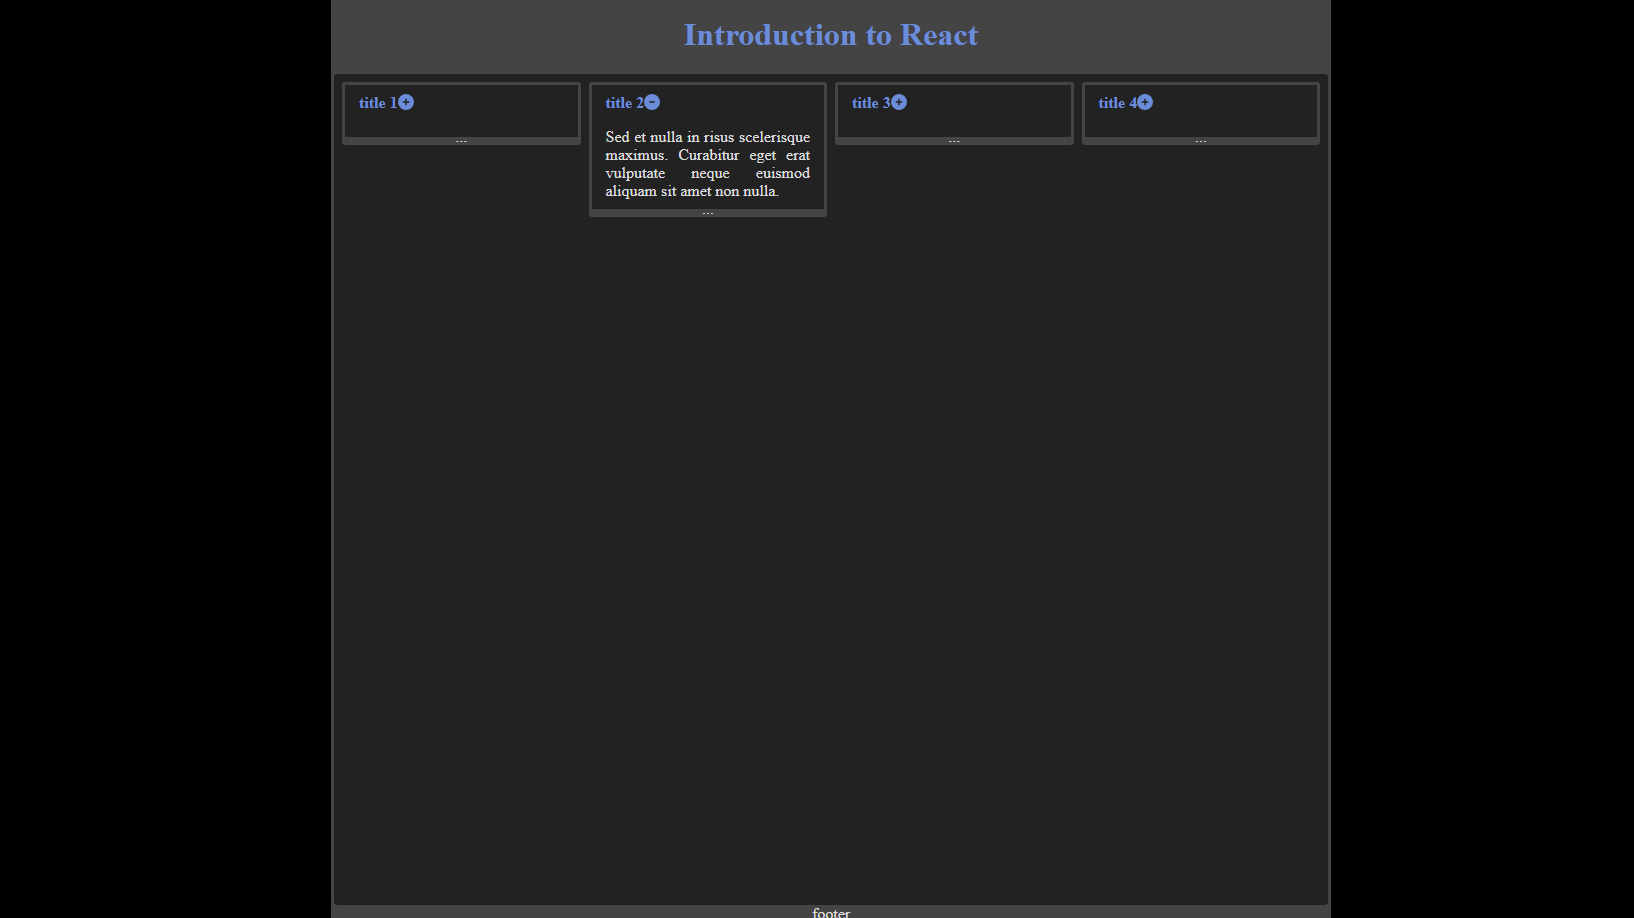 Introduction to React
title 1+
...
title 2-
Sed et nulla in risus scelerisque
maximus. Curabitur eget erat
vulputate neque euismod
aliquam sit amet non nulla.
...
title 3+
...
title 4+
...
footer